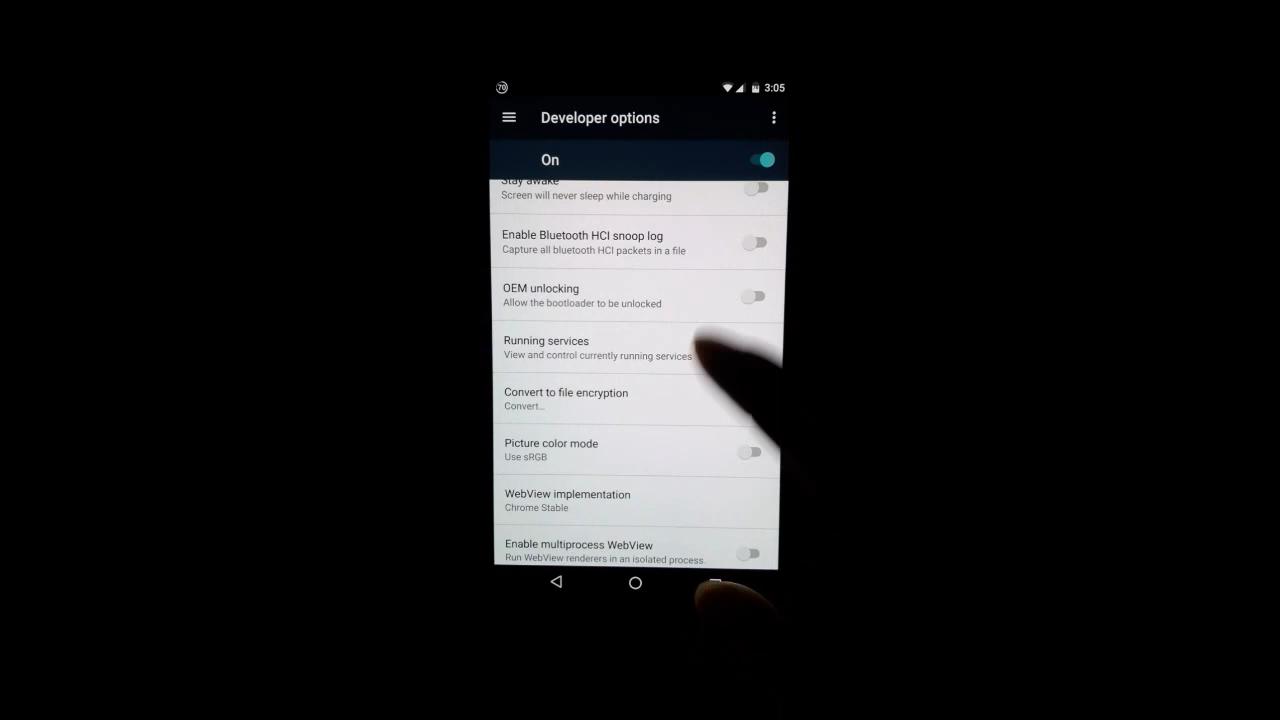 70 3:05
Developer options
On
Stay awake
Screen will never sleep while charging
Enable Bluetooth HCI snoop log
Capture all bluetooth HCI packets in a file
OEM unlocking
Allow the bootloader to be unlocked
Running services
View and control currently running services
Convert to file encryption
Convert...
Picture color mode
Use sRGB
WebView implementation
Chrome Stable
Enable multiprocess WebView
Run WebView renderers in an isolated process.